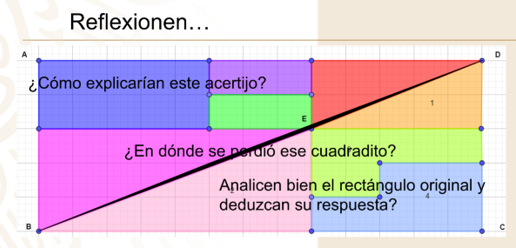 Reflexionen…
A
D
¿Cómo explicarían este acertijo?
1
E
¿En dónde se perdió ese cuadradito?
Analicen bien el rectángulo original y
4
deduzcan su respuesta?
B
C